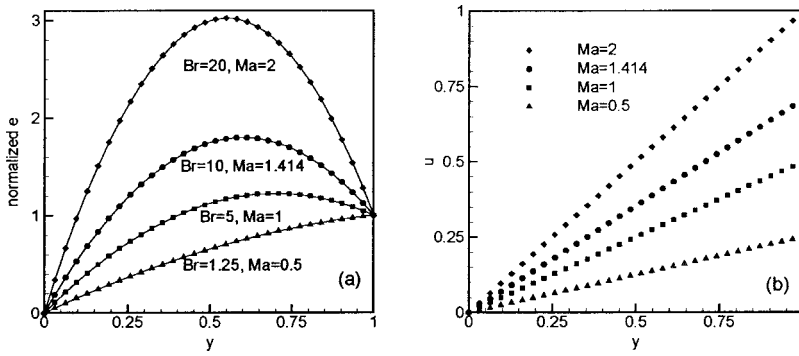 3
2
1
0
normalized e
Br=20, Ma=2
Br=10, Ma=1.414
Br=5, Ma=1
Br=1.25, Ma=0.5
(a)
0
0.25
0.5
0.75
1
y
1
0.75
0.5
0.25
0
u
Ma=2
Ma=1.414
Ma=1
Ma=0.5
(b)
0
0.25
0.5
0.75
y